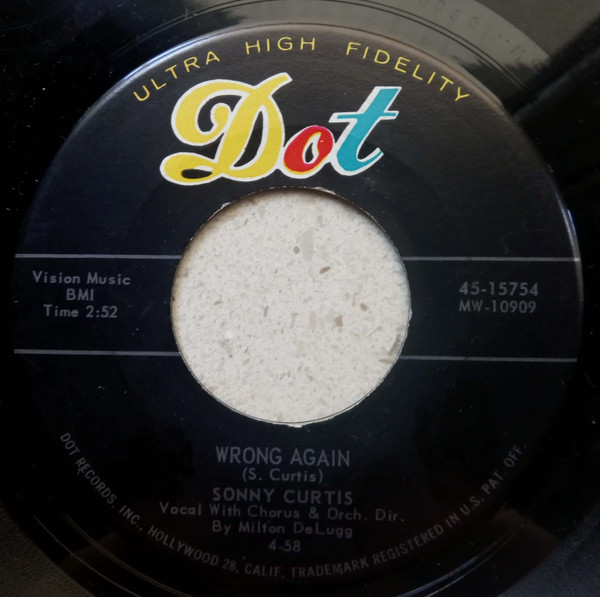 ULTRA HIGH FIDELITY
Dot
Vision Music
BMI
Time 2:52
45-15754
MW-10909
WRONG AGAIN
(S. Curtis)
SONNY CURTIS
Vocal With Chorus & Orch. Dir.
By Milton DeLugg
4-58
DOT RECORDS, INC., HOLLYWOOD 28, CALIF. TRADEMARK REGISTERED IN U.S. PAT. OFF.